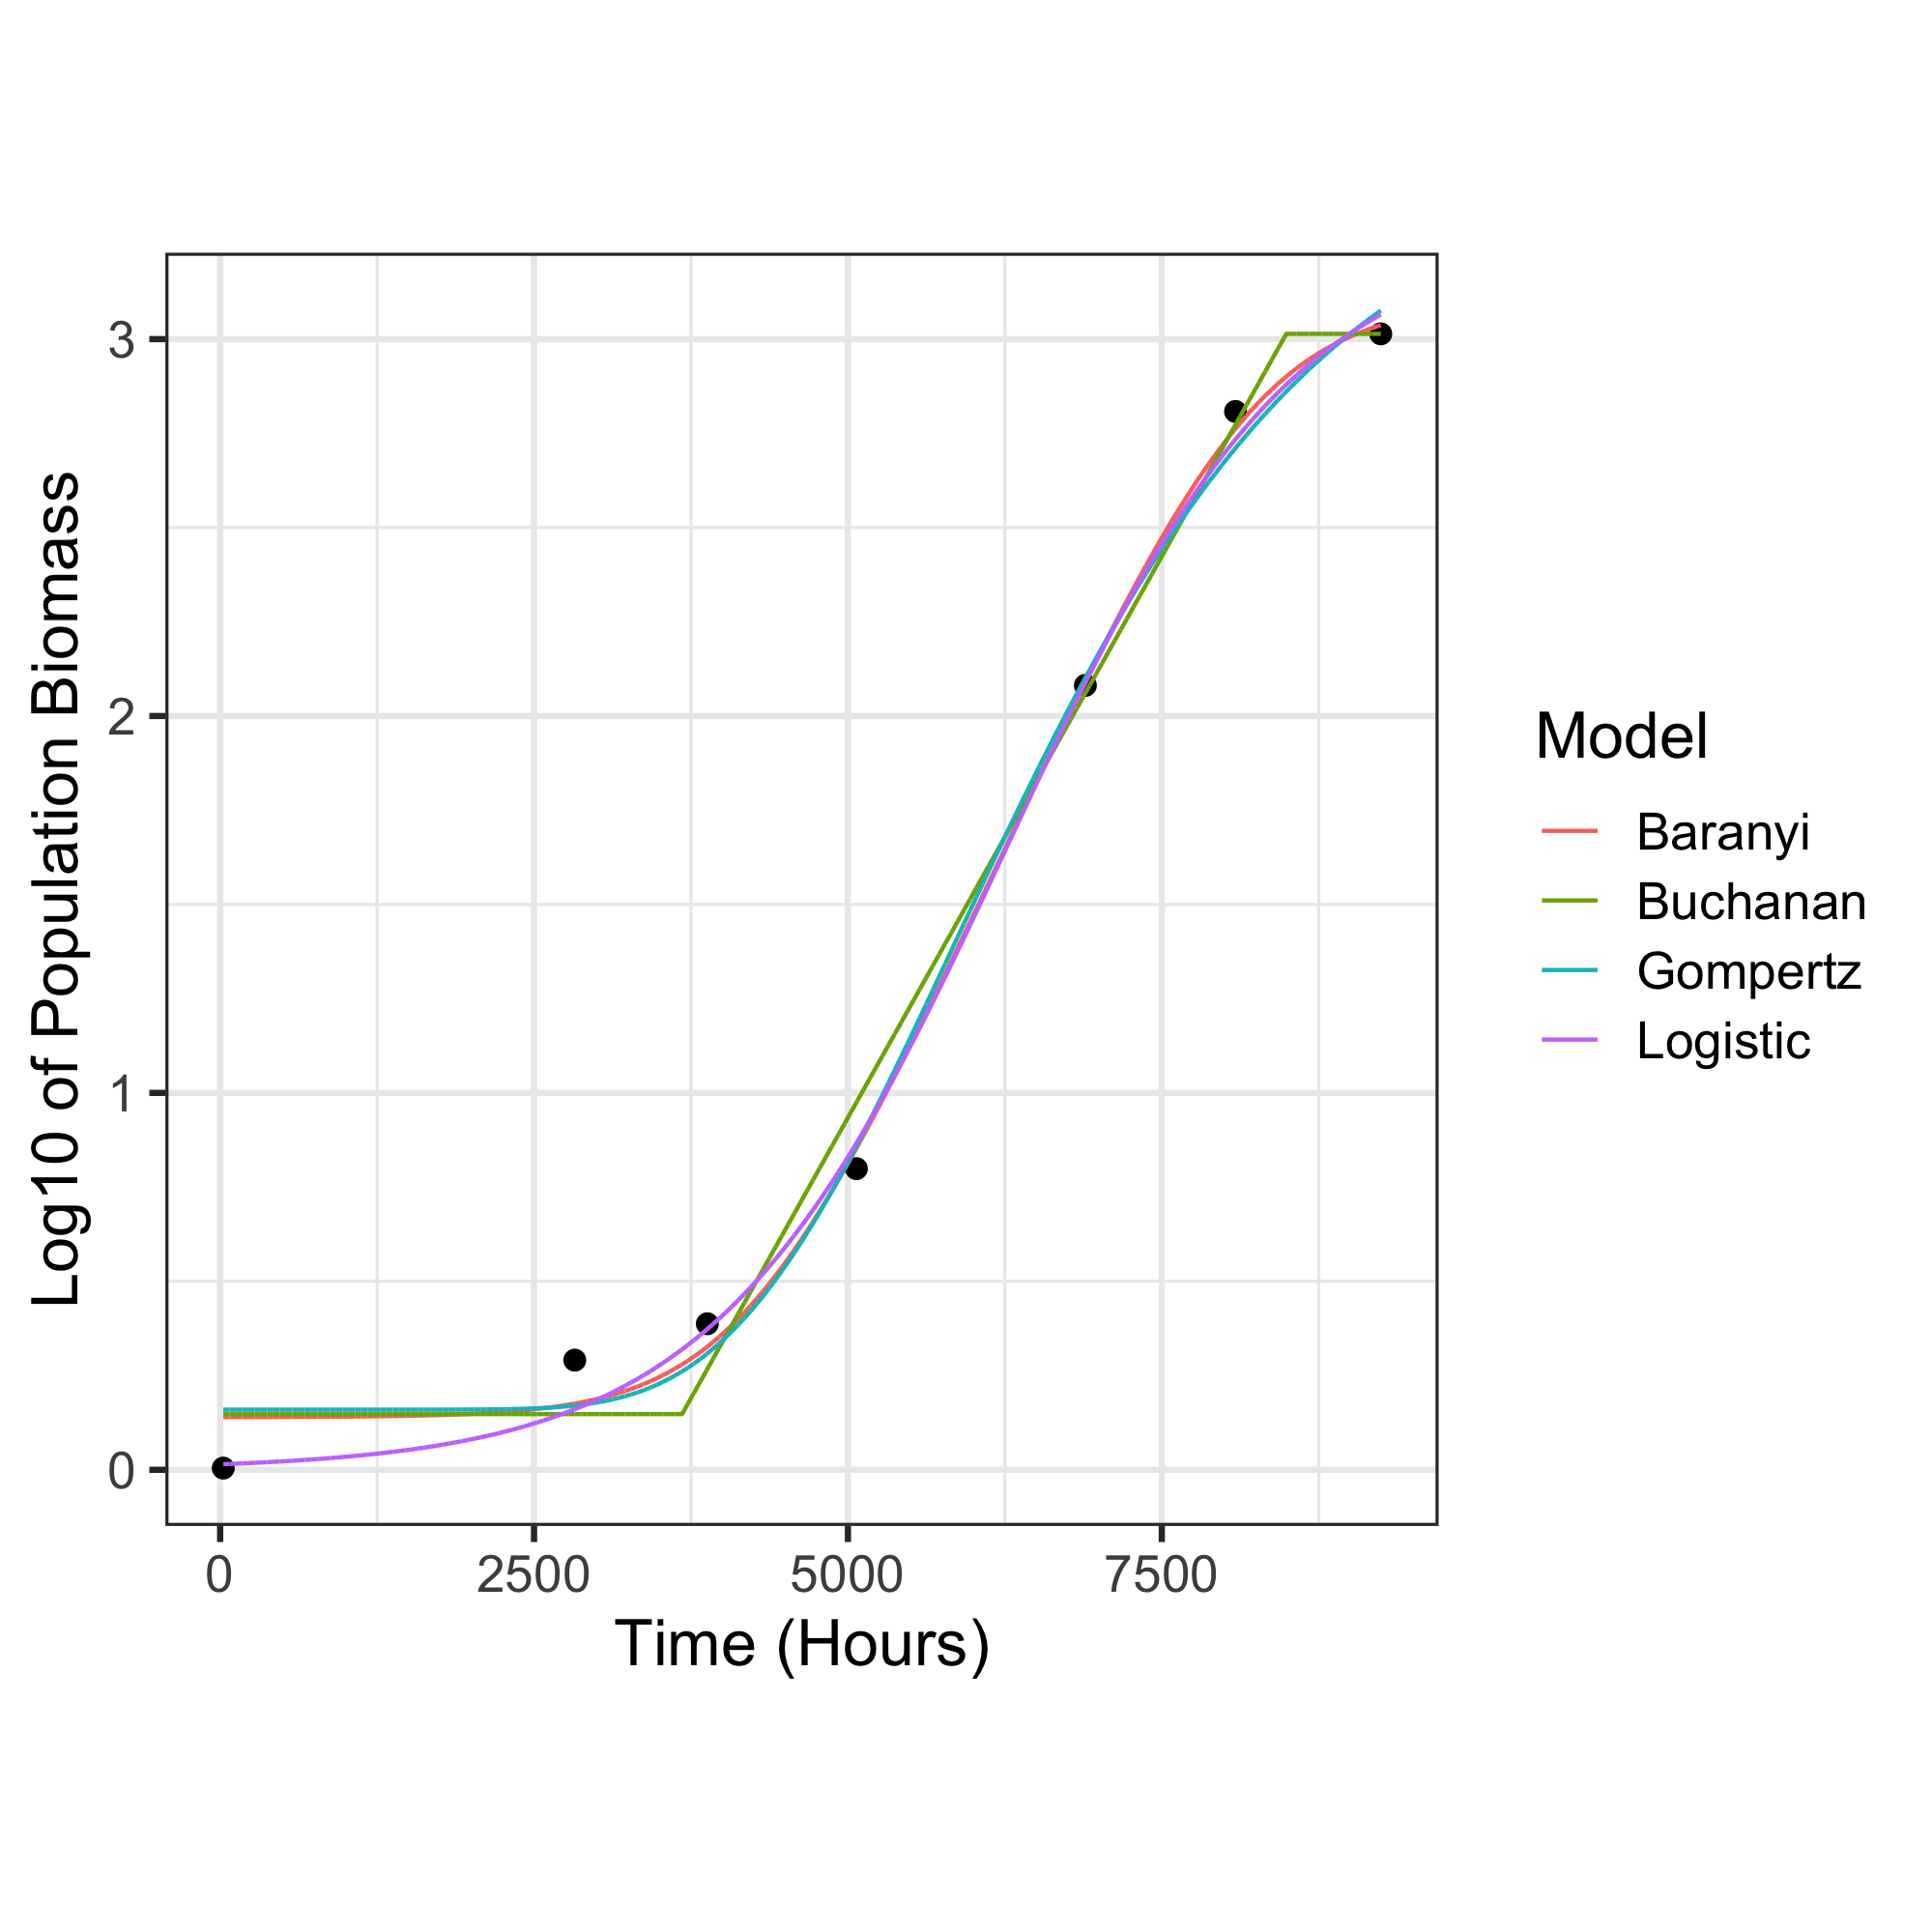 3
2
1
0
Log10 of Population Biomass
0 2500 5000 7500
Time (Hours)
Model
Baranyi
Buchanan
Gompertz
Logistic